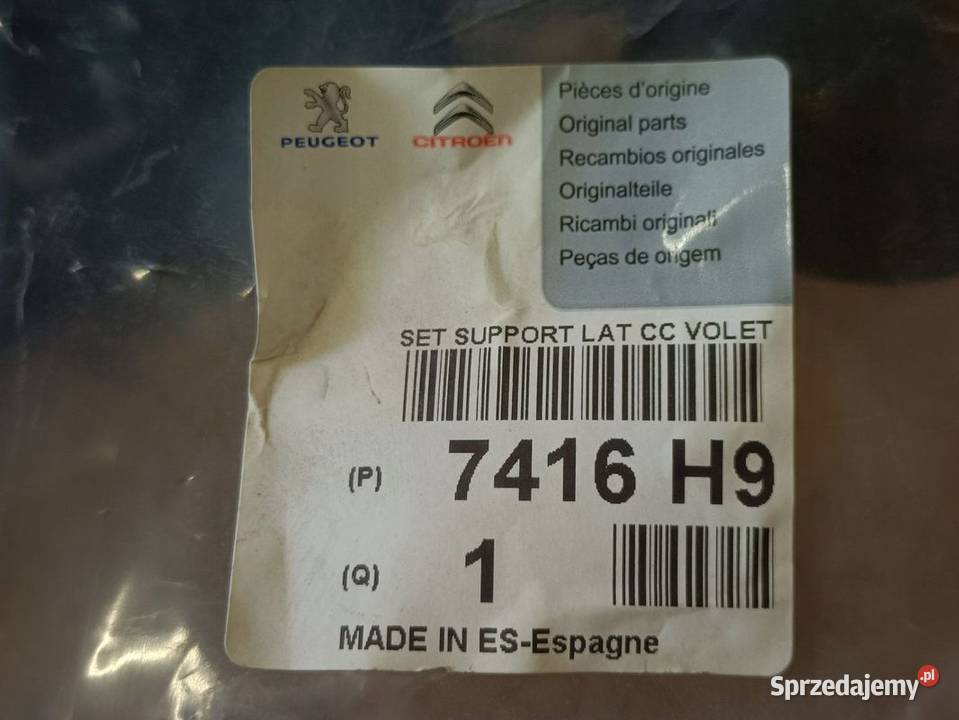 PEUGEOT
CITROËN
Pièces d'origine
Original parts
Recambios originales
Originalteile
Ricambi originali
Peças de origem
SET SUPPORT LAT CC VOLET
(P) 7416 H9
(Q) 1
MADE IN ES-Espagne
Sprzedajemy.pl